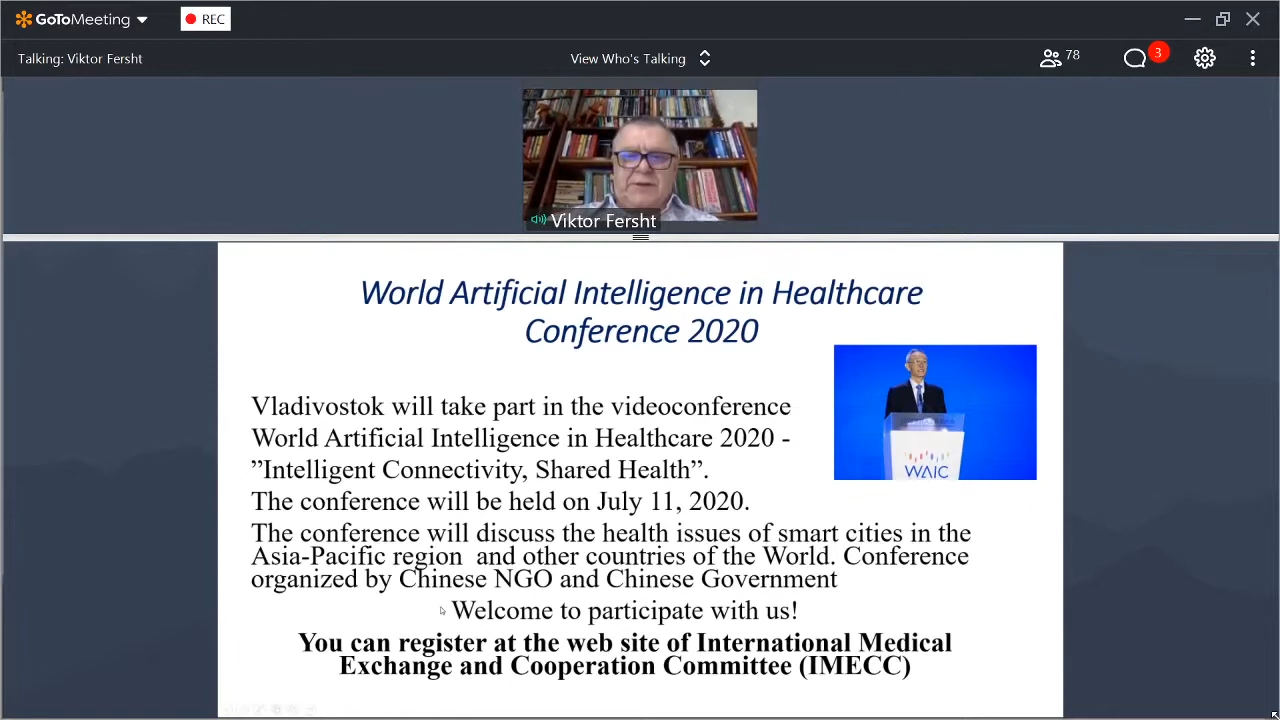 GoToMeeting
REC
Talking: Viktor Fersht
View Who's Talking
78
3
Viktor Fersht
World Artificial Intelligence in Healthcare
Conference 2020
WAIC
Vladivostok will take part in the videoconference
World Artificial Intelligence in Healthcare 2020 -
”Intelligent Connectivity, Shared Health”.
The conference will be held on July 11, 2020.
The conference will discuss the health issues of smart cities in the
Asia-Pacific region and other countries of the World. Conference
organized by Chinese NGO and Chinese Government
Welcome to participate with us!
You can register at the web site of International Medical
Exchange and Cooperation Committee (IMECC)